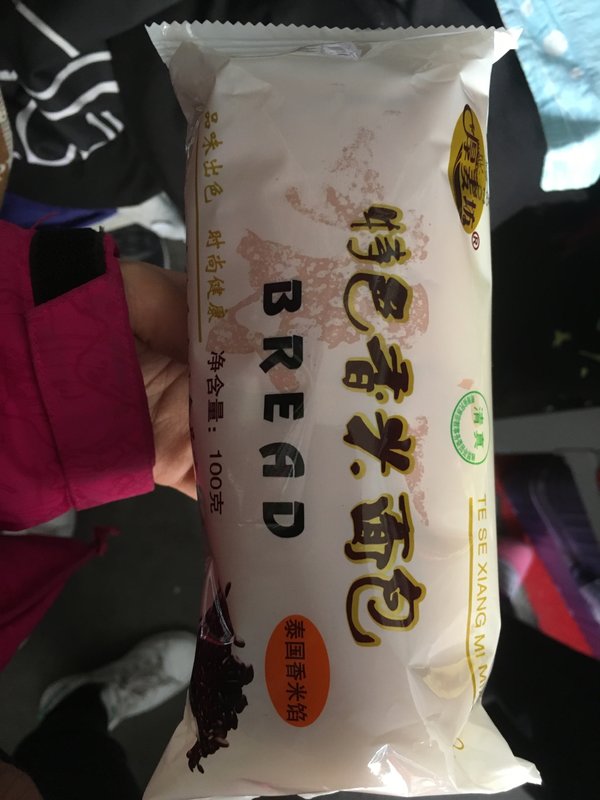 坊®
清真
TE SE XIANG MI
特色香米面包
BREAD
泰国香米馅
品味出色 时尚健康 净含量：100克